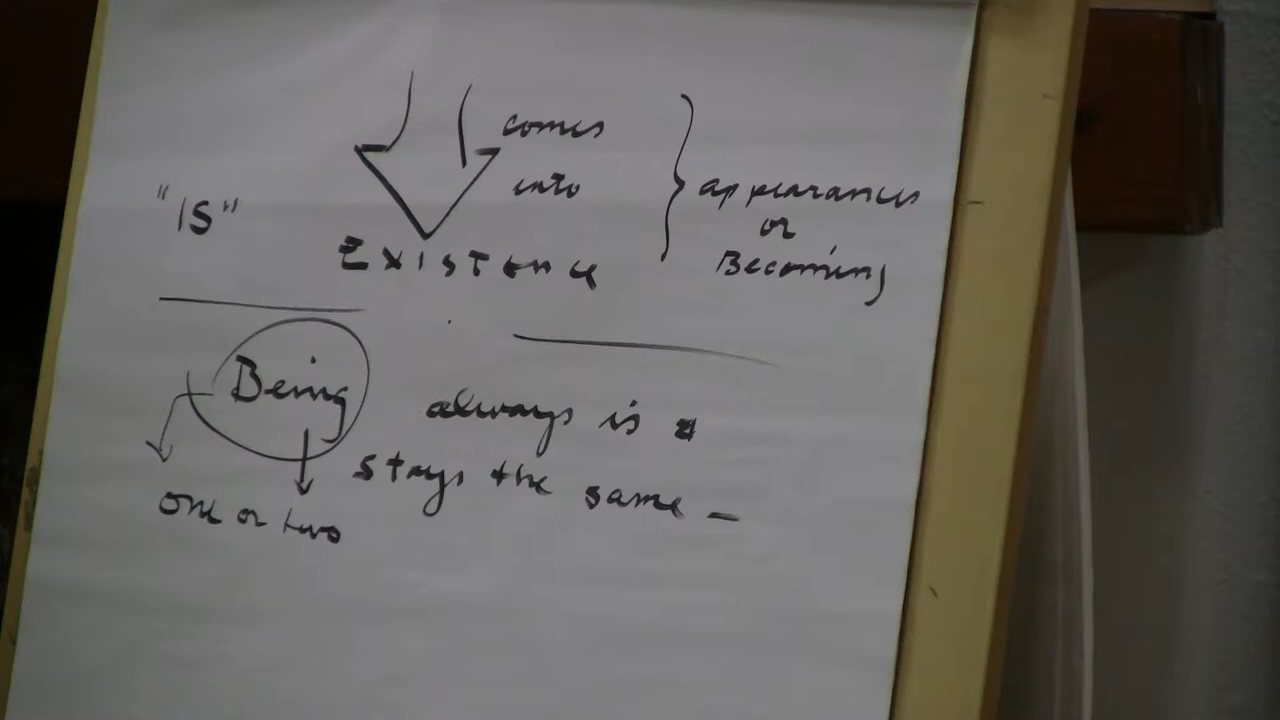 comes
into
"IS"
Existence
appearances
or
Becoming
Being
always is &
stays the same –
one or two